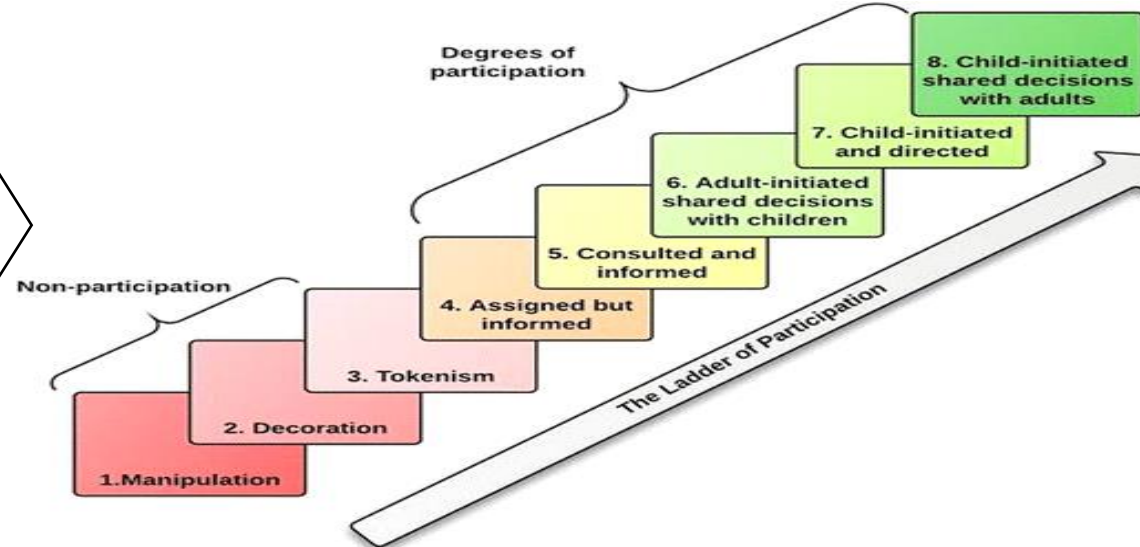 Degrees of
participation
8. Child-initiated
shared decisions
with adults
7. Child-initiated
and directed
6. Adult-initiated
shared decisions
with children
5. Consulted and
informed
Non-participation
4. Assigned but
informed
3. Tokenism
2. Decoration
1.Manipulation
The Ladder of Participation